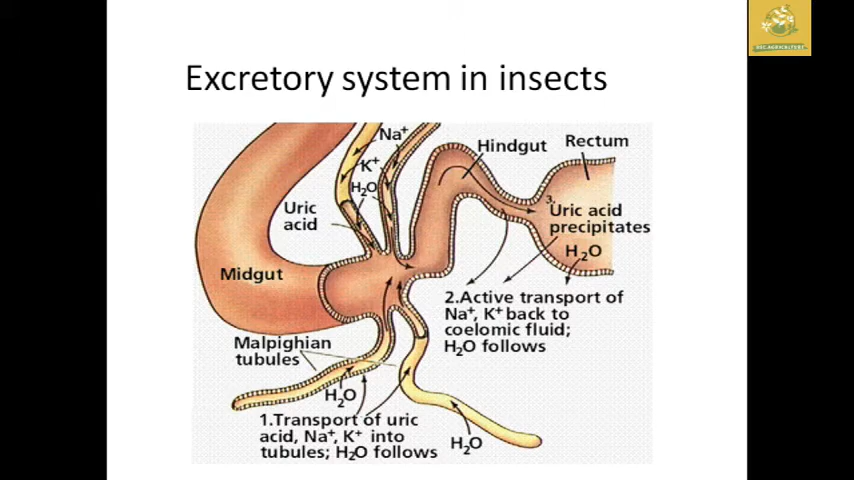 Excretory system in insects
Na+
K+
H2O
Hindgut
Rectum
Uric
acid
3.
Uric acid
precipitates
H2O
Midgut
2.Active transport of
Na+, K+ back to
coelomic fluid;
H2O follows
Malpighian
tubules
H2O
1.Transport of uric
acid, Na+, K+ into
tubules; H2O follows
H2O